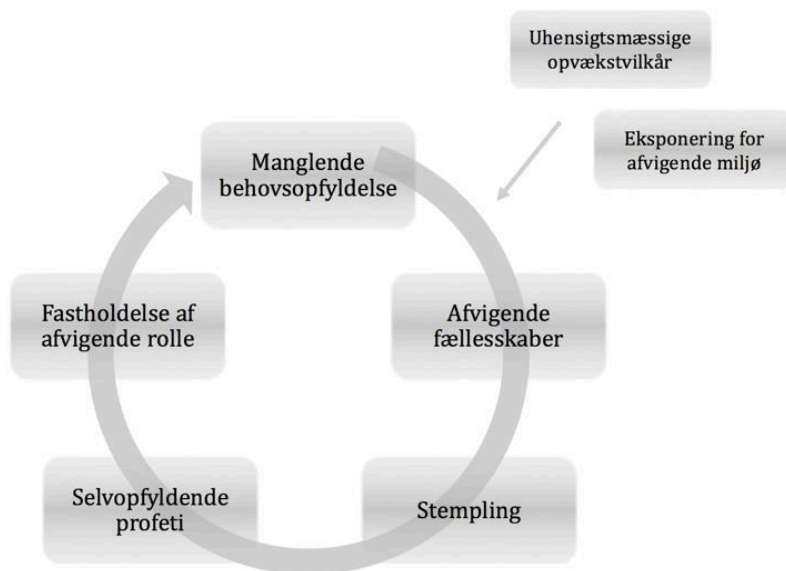 Uhensigtsmæssige
opvækstvilkår
Eksponering for
afvigende miljø
Manglende
behovsopfyldelse
Afvigende
fællesskaber
Stempling
Selvopfyldende
profeti
Fastholdelse af
afvigende rolle